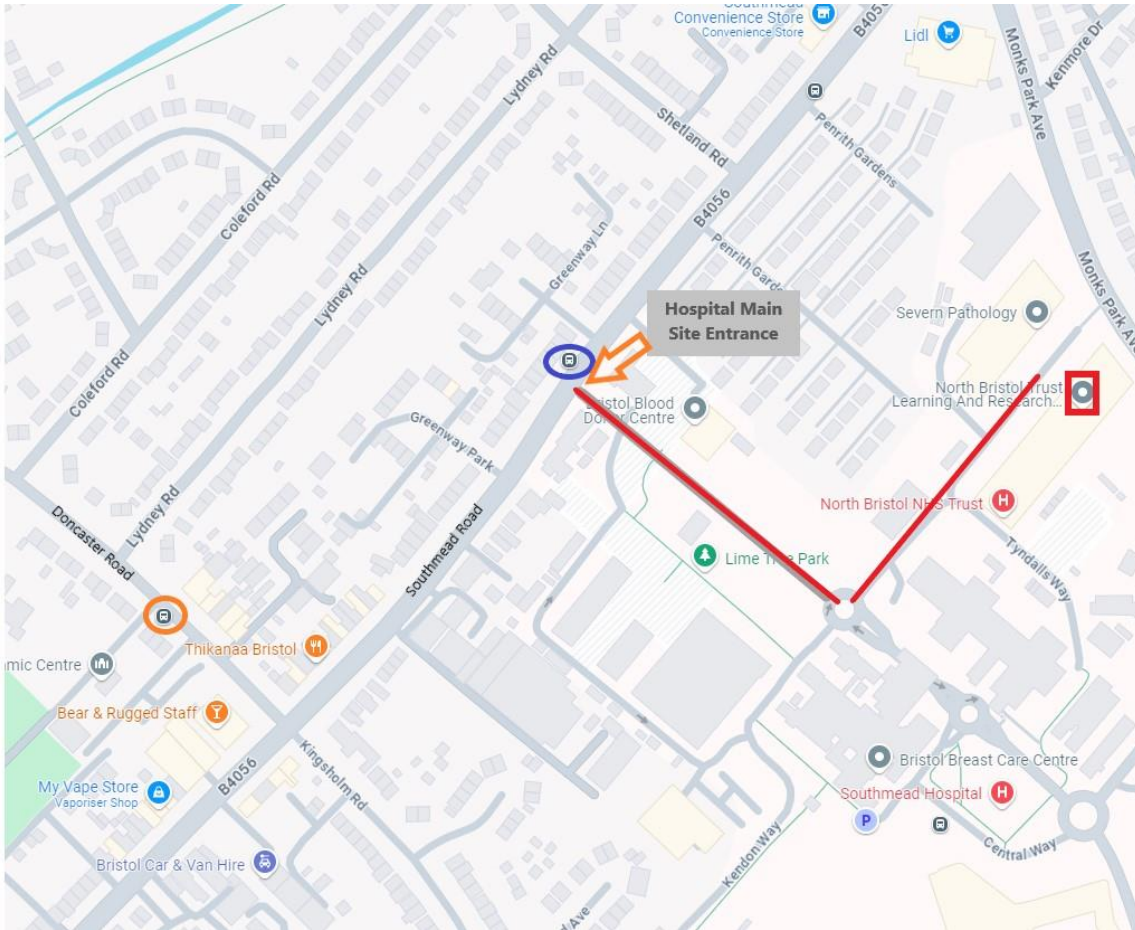 Southmead
Convenience Store
Convenience Store
B4056
Lidl
Monks Park Ave
Kenmore Dr
Lydney Rd
Shetland Rd
Penrith Gardens
Coleford Rd
B4056
Greenway Ln
Penrith Gardens
Monks Park Ave
Lydney Rd
Hospital Main
Site Entrance
Severn Pathology
Coleford Rd
North Bristol Trust
Learning And Research...
Bristol Blood
Donor Centre
Greenway Park
Lydney Rd
North Bristol NHS Trust
H
Doncaster Road
Southmead Road
Lime Tree Park
Tyndalls Way
Thikanaa Bristol
amic Centre
Bear & Rugged Staff
Kingsholm Rd
B4056
Bristol Breast Care Centre
My Vape Store
Vaporiser Shop
Southmead Hospital
H
P
Central Way
Kendon Way
Bristol Car & Van Hire
d Ave